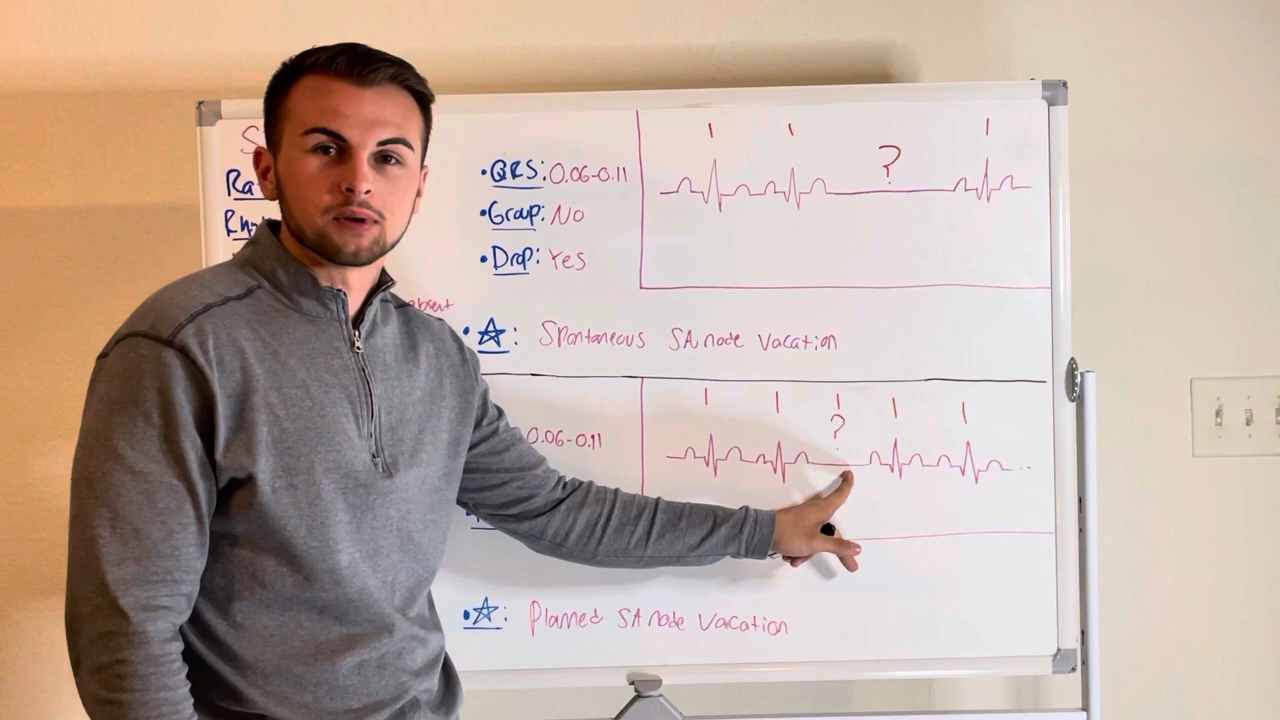 •QRS: 0.06-0.11
•Group: No
•Drop: Yes
?
absent
•☆: Spontaneous SA node vacation
0.06-0.11
?
•☆: Planned SA node vacation